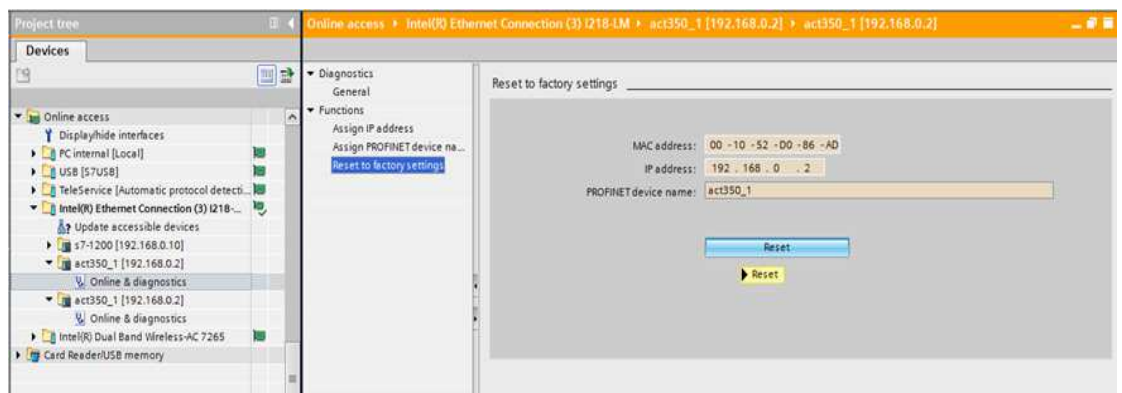 Project tree
Devices
Online access
Display/hide interfaces
PC internal [Local]
USB [S7USB]
TeleService [Automatic protocol detecti...
Intel(R) Ethernet Connection (3) I218-...
Update accessible devices
s7-1200 [192.168.0.10]
act350_1 [192.168.0.2]
Online & diagnostics
act350_1 [192.168.0.2]
Online & diagnostics
Intel(R) Dual Band Wireless-AC 7265
Card Reader/USB memory
Online access Intel(R) Ethernet Connection (3) I218-LM act350_1 [192.168.0.2] act350_1 [192.168.0.2]
Diagnostics
General
Functions
Assign IP address
Assign PROFINET device na...
Reset to factory settings
Reset to factory settings
MAC address: 00 -10 -52 -D0 -86 -AD
IP address: 192 . 168 . 0 . 2
PROFINET device name: act350_1
Reset
Reset